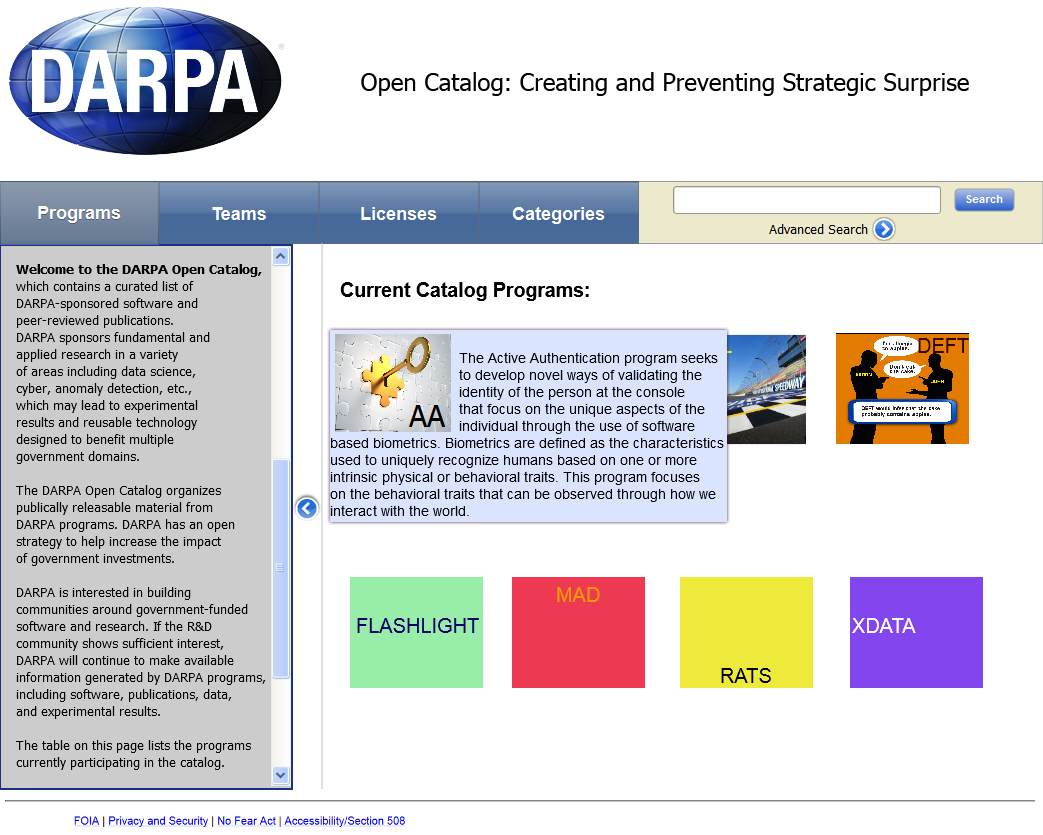 DARPA
Open Catalog: Creating and Preventing Strategic Surprise
Programs
Teams
Licenses
Categories
Search
Advanced Search
Welcome to the DARPA Open Catalog,
which contains a curated list of
DARPA-sponsored software and
peer-reviewed publications.
DARPA sponsors fundamental and
applied research in a variety
of areas including data science,
cyber, anomaly detection, etc.,
which may lead to experimental
results and reusable technology
designed to benefit multiple
government domains.
The DARPA Open Catalog organizes
publically releasable material from
DARPA programs. DARPA has an open
strategy to help increase the impact
of government investments.
DARPA is interested in building
communities around government-funded
software and research. If the R&D
community shows sufficient interest,
DARPA will continue to make available
information generated by DARPA programs,
including software, publications, data,
and experimental results.
The table on this page lists the programs
currently participating in the catalog.
Current Catalog Programs:
AA
The Active Authentication program seeks
to develop novel ways of validating the
identity of the person at the console
that focus on the unique aspects of the
individual through the use of software
based biometrics. Biometrics are defined as the characteristics
used to uniquely recognize humans based on one or more
intrinsic physical or behavioral traits. This program focuses
on the behavioral traits that can be observed through how we
interact with the world.
SPEEDWAY
DEFT
DEFT would infer that the cake
probably contains apples.
FLASHLIGHT
MAD
RATS
XDATA
FOIA | Privacy and Security | No Fear Act | Accessibility/Section 508